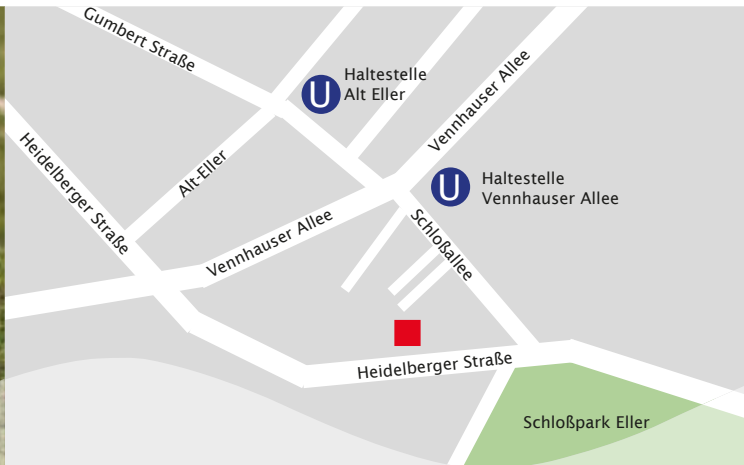 Gumbert Straße
U
Haltestelle
Alt Eller
Vennhauser Allee
Heidelberger Straße
Alt-Eller
U
Haltestelle
Vennhauser Allee
Vennhauser Allee
Schloßallee
Heidelberger Straße
Schloßpark Eller